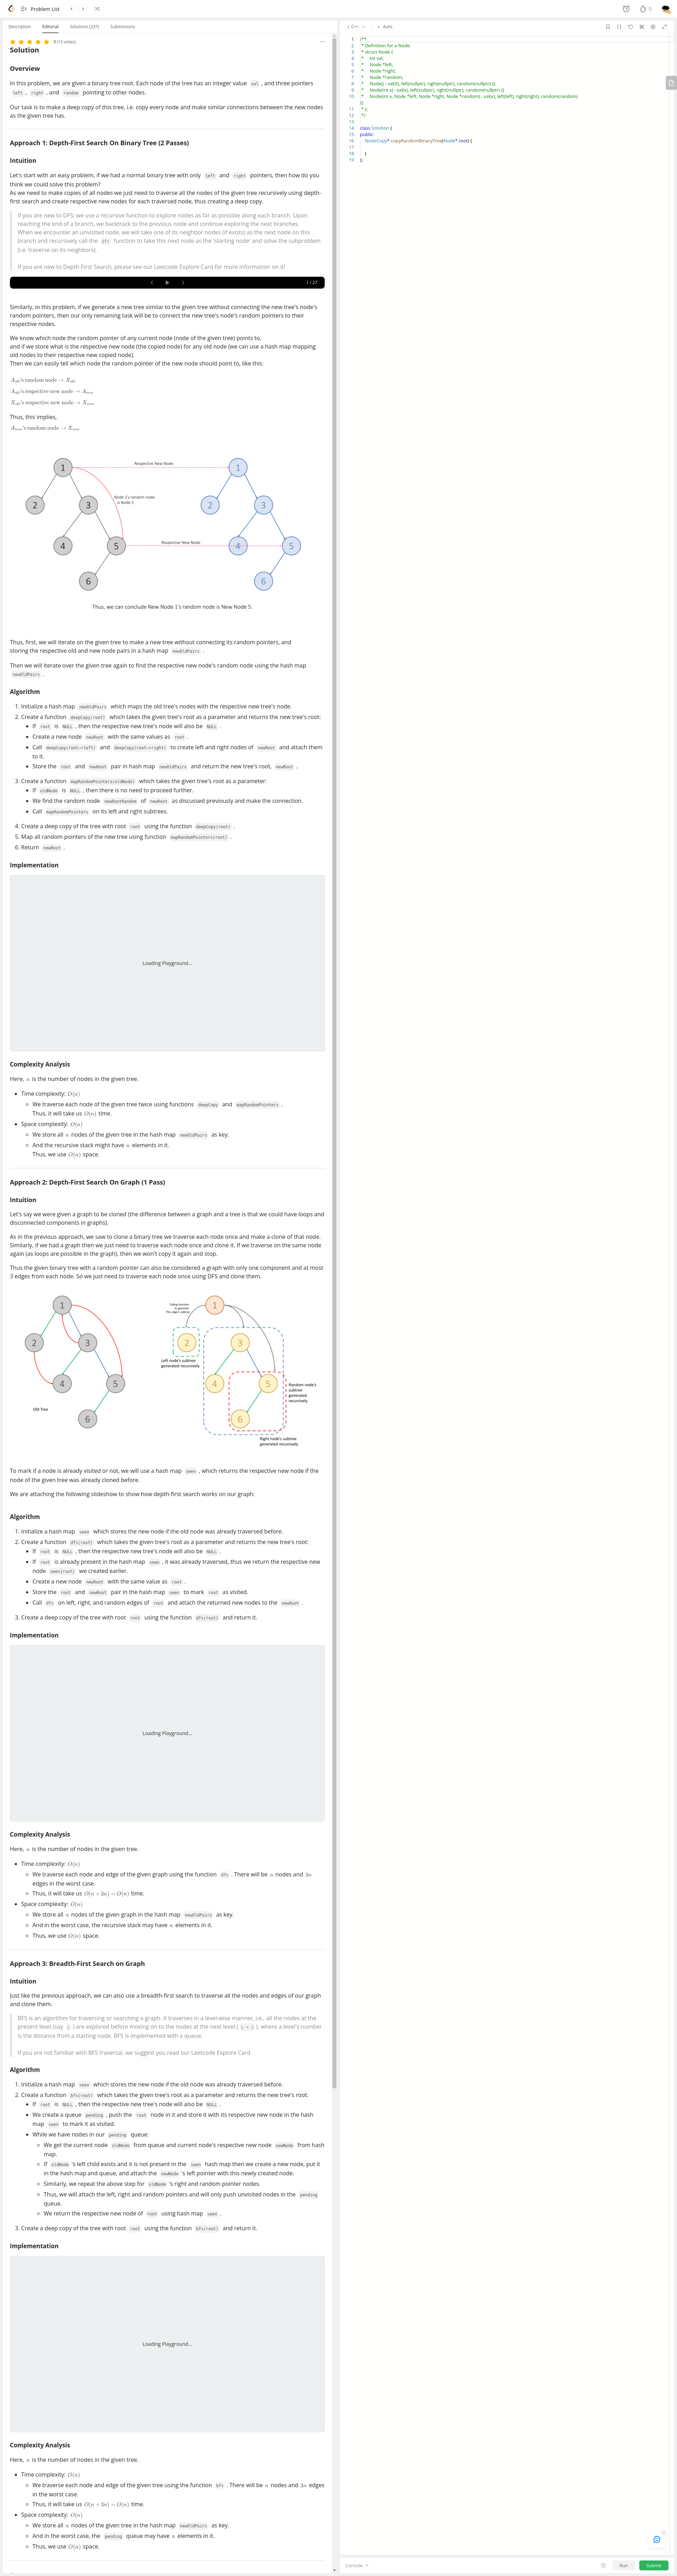 Problem List
0
Description
Editorial
Solutions (237)
Submissions
5 (13 votes)
Solution
Overview
In this problem, we are given a binary tree root. Each node of the tree has an integer value val , and three pointers
left , right , and random pointing to other nodes.
Our task is to make a deep copy of this tree, i.e. copy every node and make similar connections between the new nodes
as the given tree has.
Approach 1: Depth-First Search On Binary Tree (2 Passes)
Intuition
Let's start with an easy problem, if we had a normal binary tree with only left and right pointers, then how do you
think we could solve this problem?
As we need to make copies of all nodes we just need to traverse all the nodes of the given tree recursively using depth-
first search and create respective new nodes for each traversed node, thus creating a deep copy.
If you are new to DFS: we use a recursive function to explore nodes as far as possible along each branch. Upon
reaching the end of a branch, we backtrack to the previous node and continue exploring the next branches.
When we encounter an unvisited node, we will take one of its neighbor nodes (if exists) as the next node on this
branch and recursively call the dfs function to take this next node as the 'starting node' and solve the subproblem
(i.e. traverse on its neighbors).
If you are new to Depth First Search, please see our Leetcode Explore Card for more information on it!
1 / 27
Similarly, in this problem, if we generate a new tree similar to the given tree without connecting the new tree's node's
random pointers, then our only remaining task will be to connect the new tree's node's random pointers to their
respective nodes.
We know which node the random pointer of any current node (node of the given tree) points to,
and if we store what is the respective new node (the copied node) for any old node (we can use a hash map mapping
old nodes to their respective new copied node).
Then we can easily tell which node the random pointer of the new node should point to, like this:
A_old's random node → X_old
A_old's respective new node → A_new
X_old's respective new node → X_new
Thus, this implies,
A_new's random node → X_new
Respective New Node
1
1
Node 1's random node
is Node 5
2
3
2
3
Respective New Node
4
5
4
5
6
6
Thus, we can conclude New Node 1's random node is New Node 5.
Thus, first, we will iterate on the given tree to make a new tree without connecting its random pointers, and
storing the respective old and new node pairs in a hash map newOldPairs .
Then we will iterate over the given tree again to find the respective new node's random node using the hash map
newOldPairs .
Algorithm
1. Initialize a hash map newOldPairs which maps the old tree's nodes with the respective new tree's node.
2. Create a function deepCopy(root) which takes the given tree's root as a parameter and returns the new tree's root:
• If root is NULL , then the respective new tree's node will also be NULL .
• Create a new node newRoot with the same values as root .
• Call deepCopy(root->left) and deepCopy(root->right) to create left and right nodes of newRoot and attach them
to it.
• Store the root and newRoot pair in hash map newOldPairs and return the new tree's root, newRoot .
3. Create a function mapRandomPointers(oldNode) which takes the given tree's root as a parameter:
• If oldNode is NULL , then there is no need to proceed further.
• We find the random node newRootRandom of newRoot as discussed previously and make the connection.
• Call mapRandomPointers on its left and right subtrees.
4. Create a deep copy of the tree with root root using the function deepCopy(root) .
5. Map all random pointers of the new tree using function mapRandomPointers(root) .
6. Return newRoot .
Implementation
Loading Playground...
Complexity Analysis
Here, n is the number of nodes in the given tree.
• Time complexity: O(n)
We traverse each node of the given tree twice using functions deepCopy and mapRandomPointers .
Thus, it will take us O(n) time.
• Space complexity: O(n)
We store all n nodes of the given tree in the hash map newOldPairs as key.
And the recursive stack might have n elements in it.
Thus, we use O(n) space.
Approach 2: Depth-First Search On Graph (1 Pass)
Intuition
Let's say we were given a graph to be cloned (the difference between a graph and a tree is that we could have loops and
disconnected components in graphs).
As in the previous approach, we saw to clone a binary tree we traverse each node once and make a clone of that node.
Similarly, if we had a graph then we just need to traverse each node once and clone it. If we traverse on the same node
again (as loops are possible in the graph), then we won't copy it again and stop.
Thus the given binary tree with a random pointer can also be considered a graph with only one component and at most
3 edges from each node. So we just need to traverse each node once using DFS and clone them.
1
Calling function
to generate
the edge's subtree
1
2
3
2
3
Left node's subtree
generated recursively
4
5
4
5
Random node's
subtree
generated
recursively
Old Tree
6
6
Right node's subtree
generated recursively
To mark if a node is already visited or not, we will use a hash map seen , which returns the respective new node if the
node of the given tree was already cloned before.
We are attaching the following slideshow to show how depth-first search works on our graph:
Algorithm
1. Initialize a hash map seen which stores the new node if the old node was already traversed before.
2. Create a function dfs(root) which takes the given tree's root as a parameter and returns the new tree's root:
• If root is NULL , then the respective new tree's node will also be NULL .
• If root is already present in the hash map seen , it was already traversed, thus we return the respective new
node seen[root] we created earlier.
• Create a new node newRoot with the same value as root .
• Store the root and newRoot pair in the hash map seen to mark root as visited.
• Call dfs on left, right, and random edges of root and attach the returned new nodes to the newRoot .
3. Create a deep copy of the tree with root root using the function dfs(root) and return it.
Implementation
Loading Playground...
Complexity Analysis
Here, n is the number of nodes in the given tree.
• Time complexity: O(n)
We traverse each node and edge of the given graph using the function dfs . There will be n nodes and 3n
edges in the worst case.
Thus, it will take us O(n + 3n) = O(n) time.
• Space complexity: O(n)
We store all n nodes of the given graph in the hash map newOldPairs as key.
And in the worst case, the recursive stack may have n elements in it.
Thus, we use O(n) space.
Approach 3: Breadth-First Search on Graph
Intuition
Just like the previous approach, we can also use a breadth-first search to traverse all the nodes and edges of our graph
and clone them.
BFS is an algorithm for traversing or searching a graph. It traverses in a level-wise manner, i.e., all the nodes at the
present level (say l ) are explored before moving on to the nodes at the next level ( l + 1 ), where a level's number
is the distance from a starting node. BFS is implemented with a queue.
If you are not familiar with BFS traversal, we suggest you read our Leetcode Explore Card.
Algorithm
1. Initialize a hash map seen which stores the new node if the old node was already traversed before.
2. Create a function bfs(root) which takes the given tree's root as a parameter and returns the new tree's root:
• If root is NULL , then the respective new tree's node will also be NULL .
• We create a queue pending , push the root node in it and store it with its respective new node in the hash
map seen to mark it as visited.
• While we have nodes in our pending queue:
We get the current node oldNode from queue and current node's respective new node newNode from hash
map.
If oldNode 's left child exists and it is not present in the seen hash map then we create a new node, put it
in the hash map and queue, and attach the newNode 's left pointer with this newly created node.
Similarly, we repeat the above step for oldNode 's right and random pointer nodes.
Thus, we will attach the left, right and random pointers and will only push unvisited nodes in the pending
queue.
We return the respective new node of root using hash map seen .
3. Create a deep copy of the tree with root root using the function bfs(root) and return it.
Implementation
Loading Playground...
Complexity Analysis
Here, n is the number of nodes in the given tree.
• Time complexity: O(n)
We traverse each node and edge of the given tree using the function bfs . There will be n nodes and 3n edges
in the worst case.
Thus, it will take us O(n + 3n) = O(n) time.
• Space complexity: O(n)
We store all n nodes of the given tree in the hash map newOldPairs as key.
And in the worst case, the pending queue may have n elements in it.
Thus, we use O(n) space.
C++
Auto
1 /**
2 * Definition for a Node.
3 * struct Node {
4 * int val;
5 * Node *left;
6 * Node *right;
7 * Node *random;
8 * Node() : val(0), left(nullptr), right(nullptr), random(nullptr) {}
9 * Node(int x) : val(x), left(nullptr), right(nullptr), random(nullptr) {}
10 * Node(int x, Node *left, Node *right, Node *random) : val(x), left(left), right(right), random(random)
{}
11 * };
12 */
13
14 class Solution {
15 public:
16 NodeCopy* copyRandomBinaryTree(Node* root) {
17
18 }
19 };
Console
Run
Submit